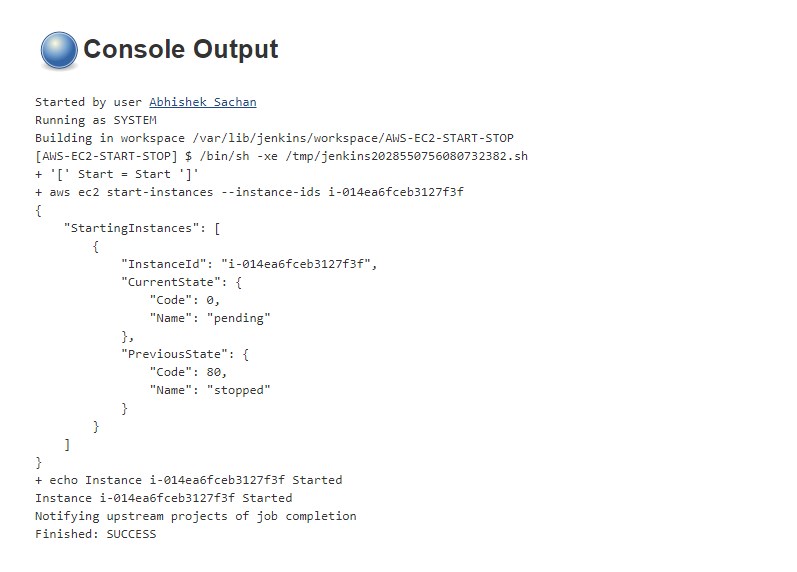 Console Output
Started by user Abhishek Sachan
Running as SYSTEM
Building in workspace /var/lib/jenkins/workspace/AWS-EC2-START-STOP
[AWS-EC2-START-STOP] $ /bin/sh -xe /tmp/jenkins2028550756080732382.sh
+ '[' Start = Start ']'
+ aws ec2 start-instances --instance-ids i-014ea6fceb3127f3f
{
    "StartingInstances": [
        {
            "InstanceId": "i-014ea6fceb3127f3f",
            "CurrentState": {
                "Code": 0,
                "Name": "pending"
            },
            "PreviousState": {
                "Code": 80,
                "Name": "stopped"
            }
        }
    ]
}
+ echo Instance i-014ea6fceb3127f3f Started
Instance i-014ea6fceb3127f3f Started
Notifying upstream projects of job completion
Finished: SUCCESS